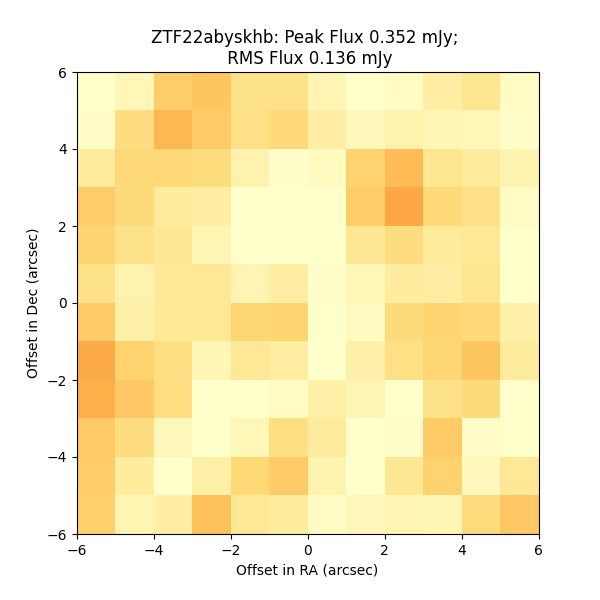 ZTF22abyskhb: Peak Flux 0.352 mJy;
RMS Flux 0.136 mJy
6
4
2
0
−2
−4
−6
Offset in Dec (arcsec)
−6 −4 −2 0 2 4 6
Offset in RA (arcsec)